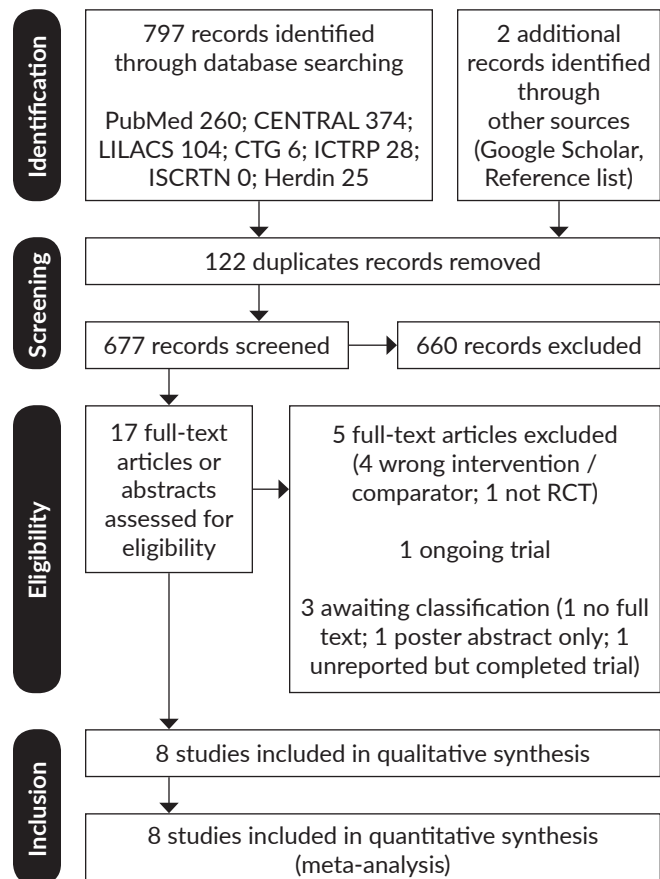 Identification
797 records identified
through database searching
PubMed 260; CENTRAL 374;
LILACS 104; CTG 6; ICTRP 28;
ISCRTN 0; Herdin 25
2 additional
records identified
through
other sources
(Google Scholar,
Reference list)
Screening
122 duplicates records removed
677 records screened
660 records excluded
Eligibility
17 full-text
articles or
abstracts
assessed for
eligibility
5 full-text articles excluded
(4 wrong intervention /
comparator; 1 not RCT)
1 ongoing trial
3 awaiting classification (1 no full
text; 1 poster abstract only; 1
unreported but completed trial)
Inclusion
8 studies included in qualitative synthesis
8 studies included in quantitative synthesis
(meta-analysis)